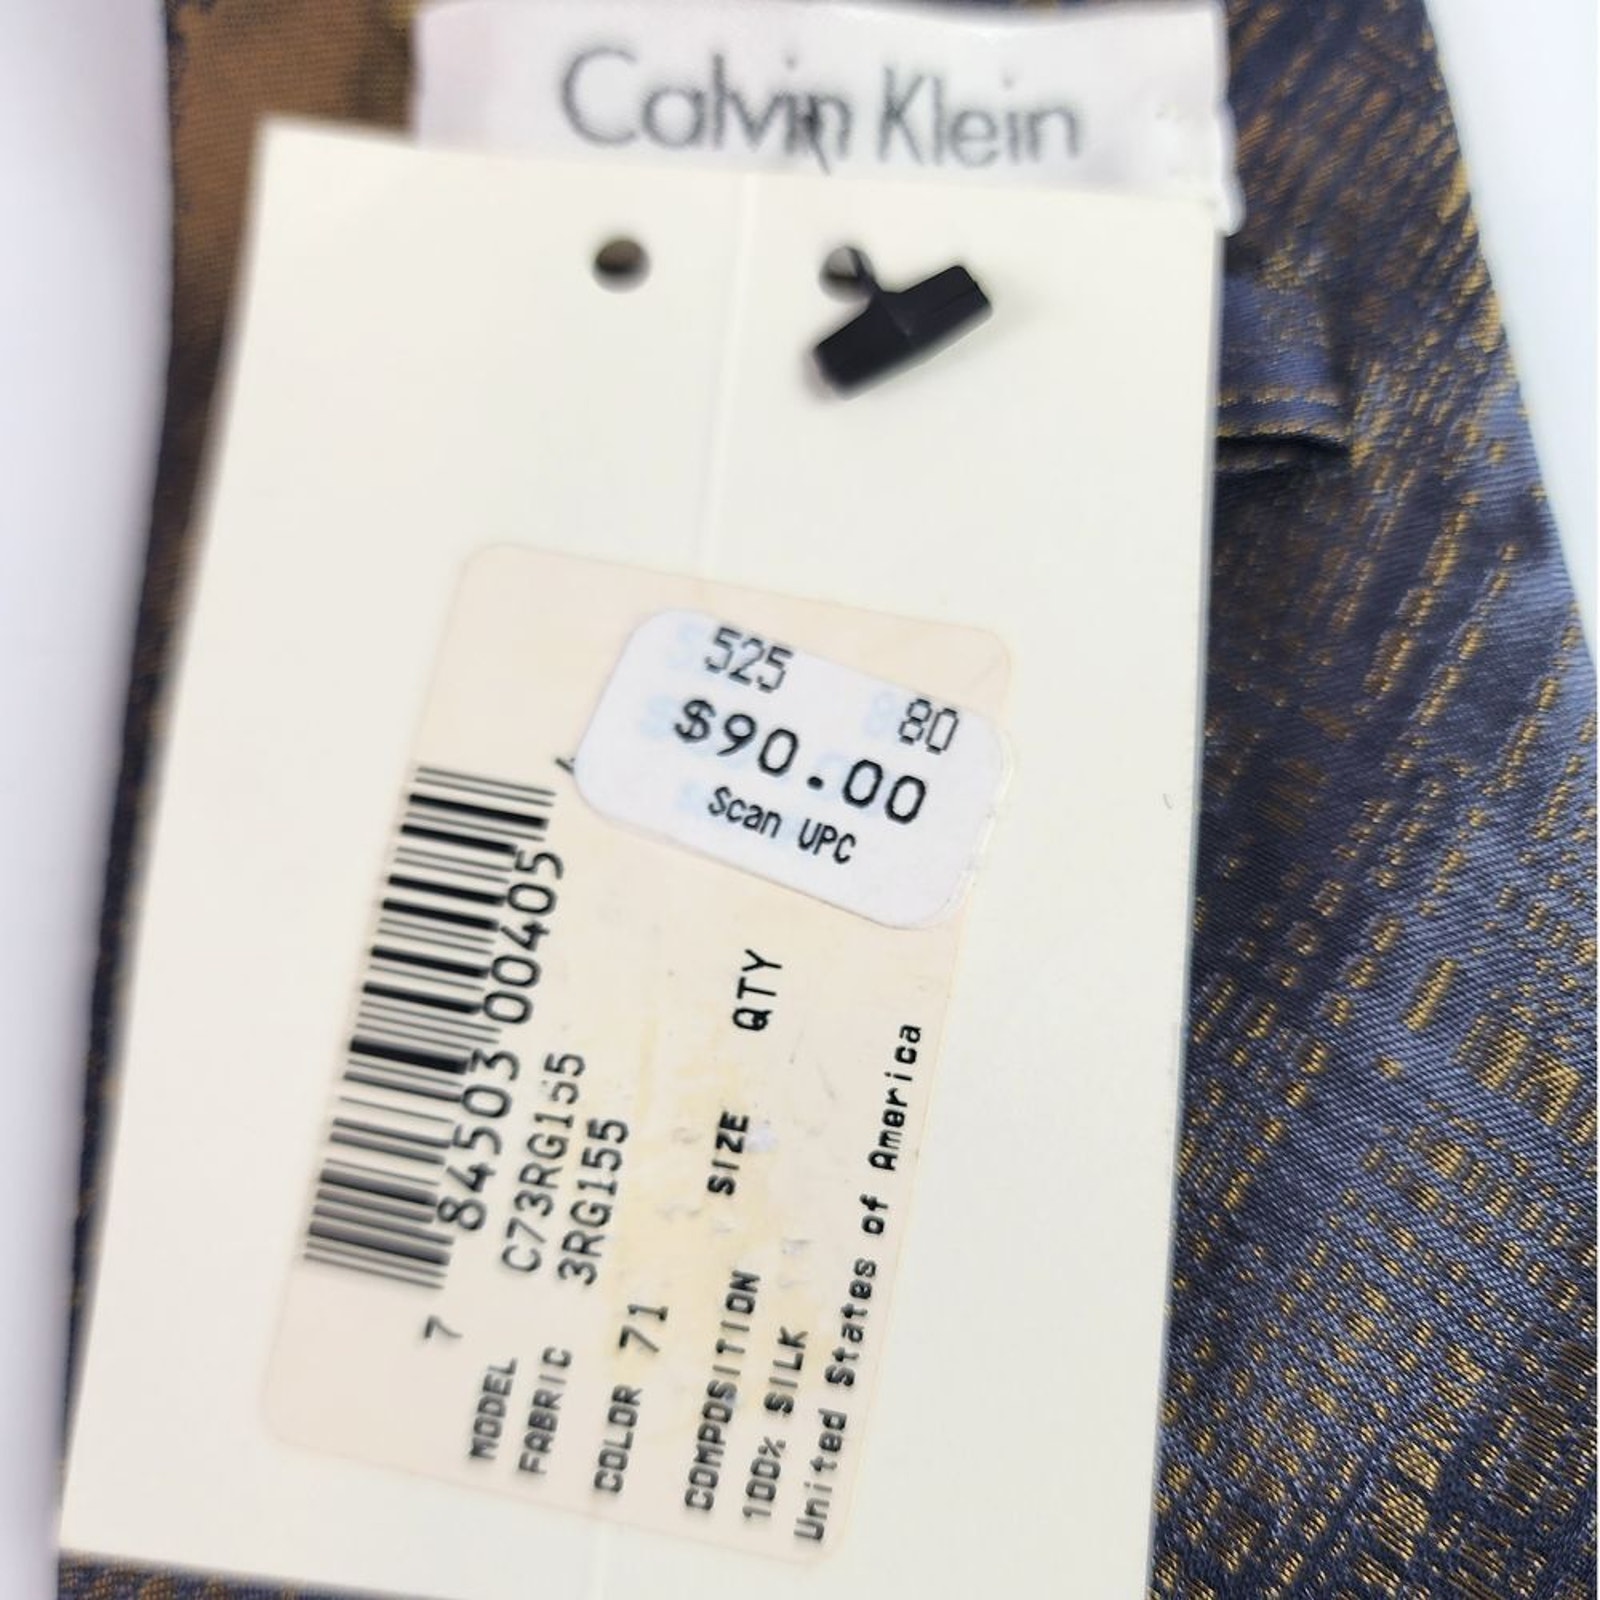 Calvin Klein
525 80
$90.00
Scan UPC
7 84503 00405
MODEL C73RG155
FABRIC 3RG155
COLOR 71
COMPOSITION SIZE QTY
100% SILK
United States of America